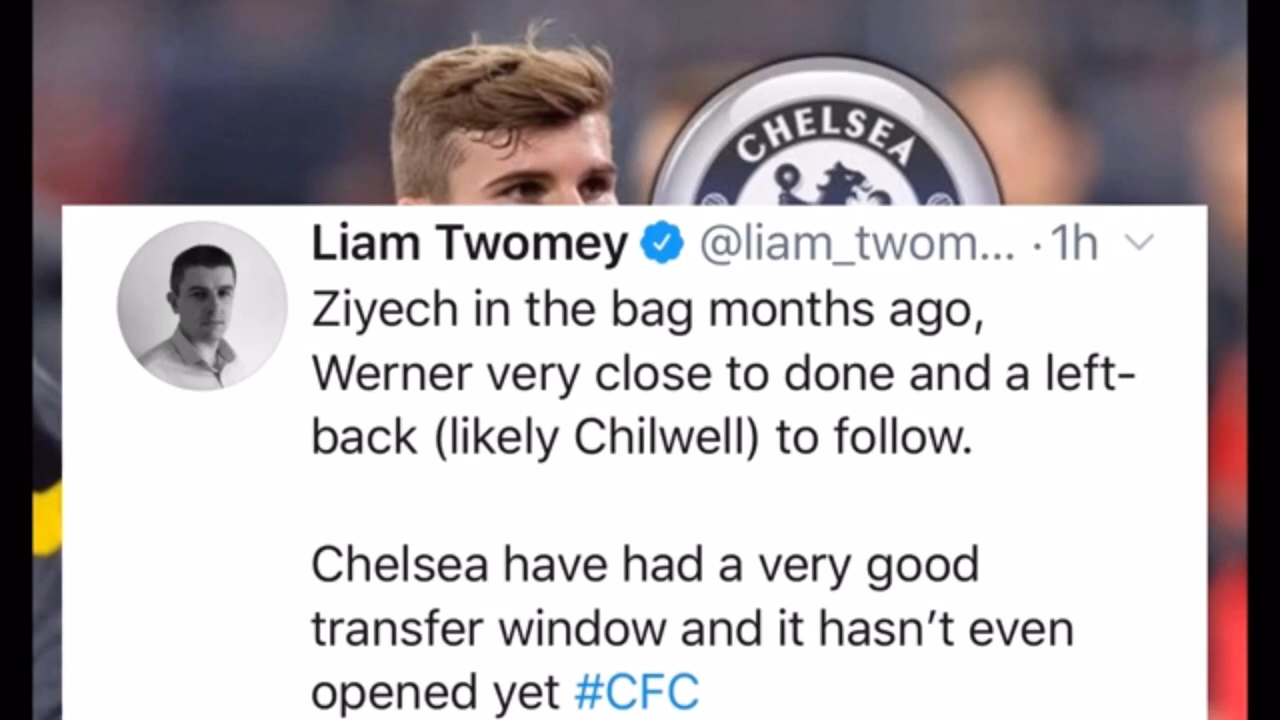 CHELSEA
Liam Twomey @liam_twom... · 1h
Ziyech in the bag months ago,
Werner very close to done and a left-
back (likely Chilwell) to follow.
Chelsea have had a very good
transfer window and it hasn't even
opened yet #CFC